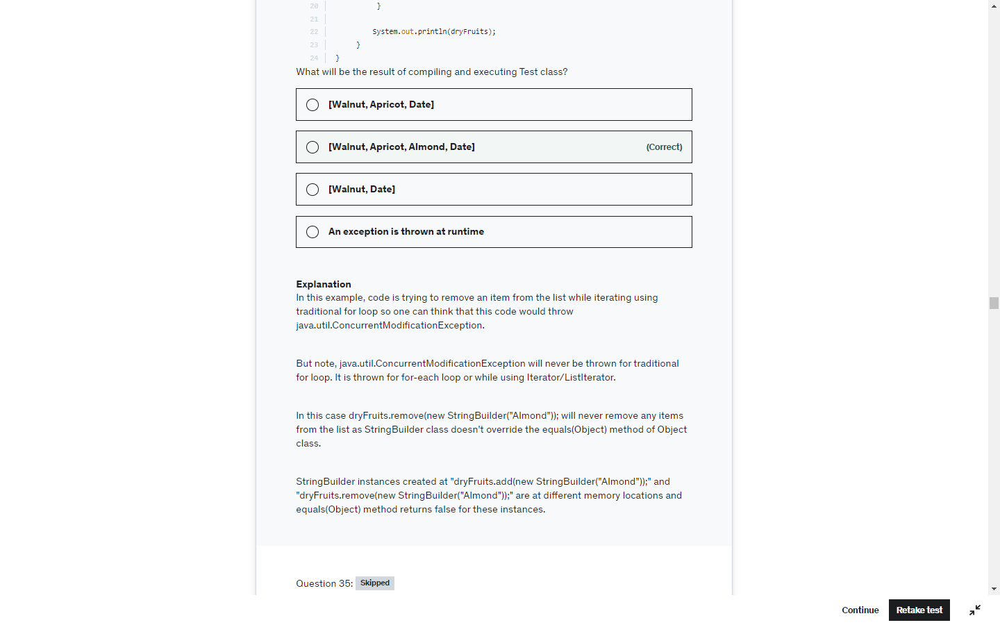 20 }
21
22 System.out.println(dryFruits);
23 }
24 }
What will be the result of compiling and executing Test class?
[Walnut, Apricot, Date]
[Walnut, Apricot, Almond, Date] (Correct)
[Walnut, Date]
An exception is thrown at runtime
Explanation
In this example, code is trying to remove an item from the list while iterating using
traditional for loop so one can think that this code would throw
java.util.ConcurrentModificationException.
But note, java.util.ConcurrentModificationException will never be thrown for traditional
for loop. It is thrown for for-each loop or while using Iterator/ListIterator.
In this case dryFruits.remove(new StringBuilder("Almond")); will never remove any items
from the list as StringBuilder class doesn't override the equals(Object) method of Object
class.
StringBuilder instances created at "dryFruits.add(new StringBuilder("Almond"));" and
"dryFruits.remove(new StringBuilder("Almond"));" are at different memory locations and
equals(Object) method returns false for these instances.
Question 35: Skipped
Continue Retake test